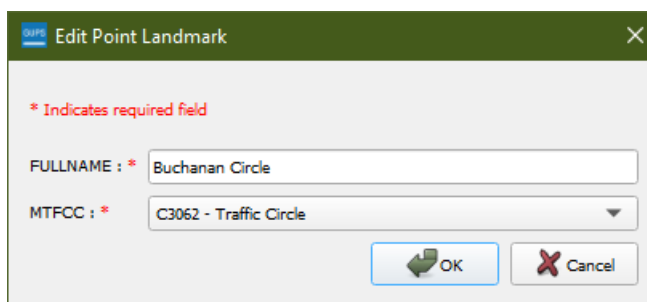 GUPS Edit Point Landmark
* Indicates required field
FULLNAME : * Buchanan Circle
MTFCC : * C3062 - Traffic Circle
OK Cancel